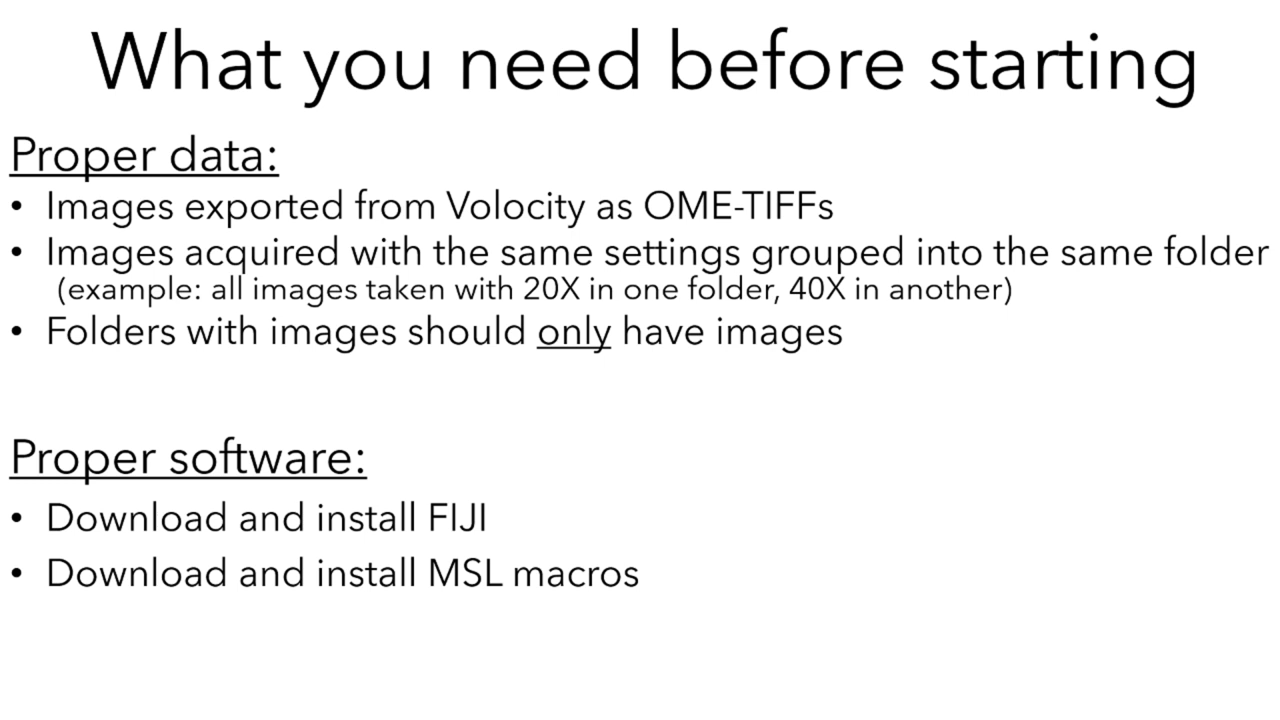 What you need before starting
Proper data:
• Images exported from Volocity as OME-TIFFs
• Images acquired with the same settings grouped into the same folder
(example: all images taken with 20X in one folder, 40X in another)
• Folders with images should only have images
Proper software:
• Download and install FIJI
• Download and install MSL macros